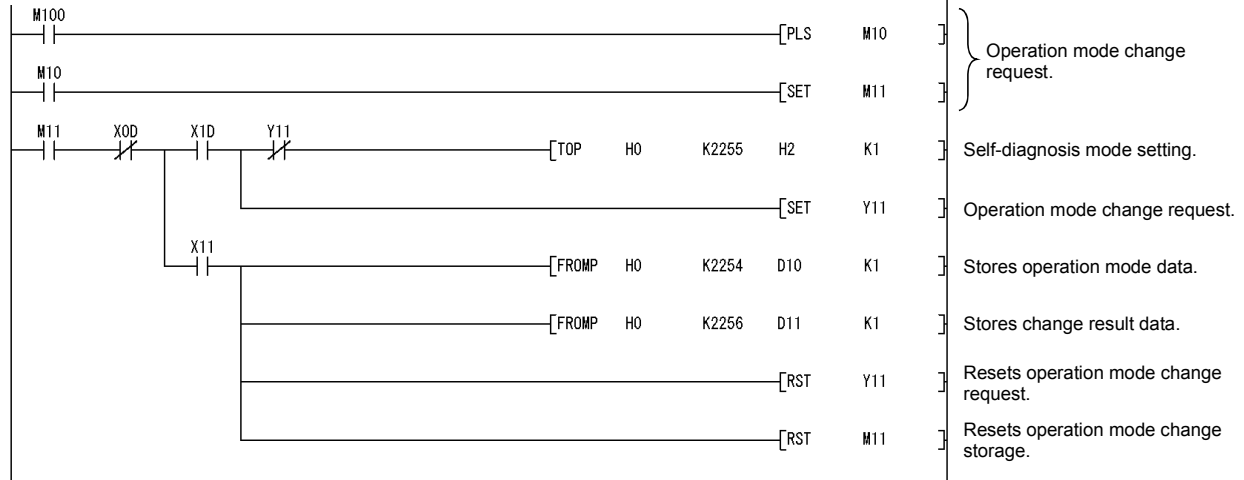 M100
[PLS M10 ]
Operation mode change
request.
M10
[SET M11 ]
M11 X0D X1D Y11
[TOP H0 K2255 H2 K1 ] Self-diagnosis mode setting.
[SET Y11 ] Operation mode change request.
X11
[FROMP H0 K2254 D10 K1 ] Stores operation mode data.
[FROMP H0 K2256 D11 K1 ] Stores change result data.
[RST Y11 ] Resets operation mode change
request.
[RST M11 ] Resets operation mode change
storage.